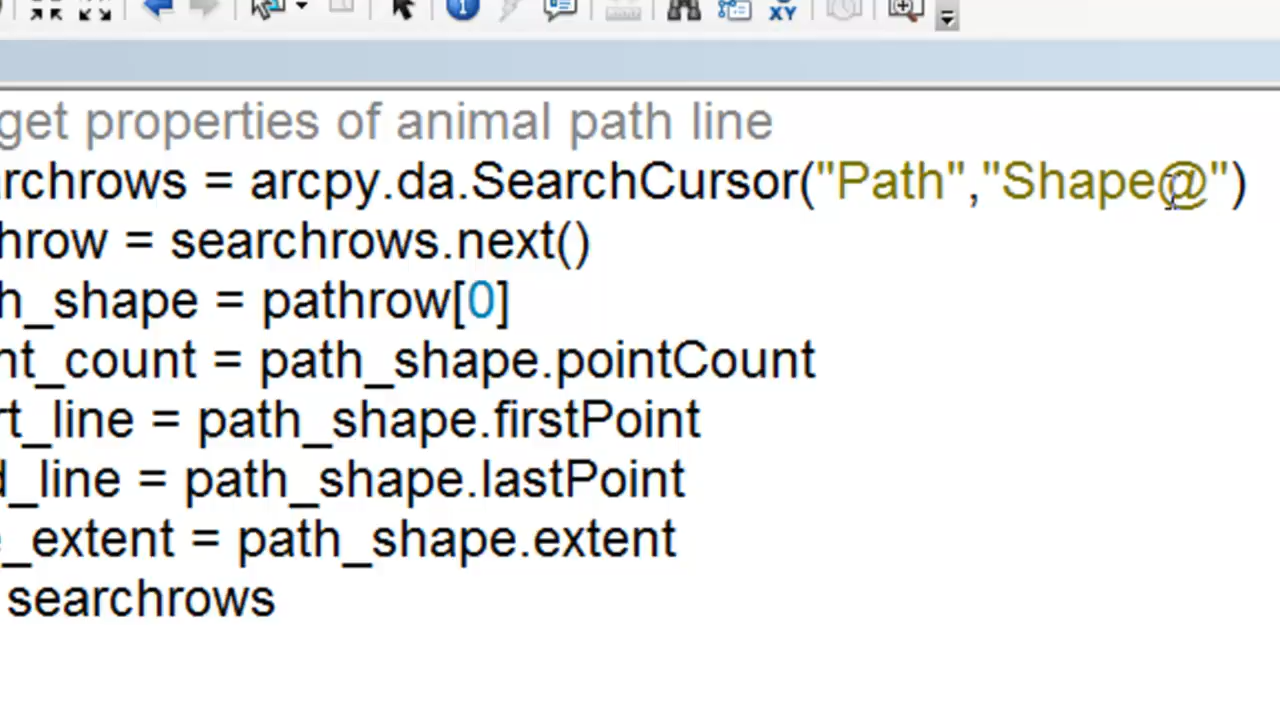 XY
get properties of animal path line
rchrows = arcpy.da.SearchCursor("Path","Shape@")
hrow = searchrows.next()
h_shape = pathrow[0]
nt_count = path_shape.pointCount
rt_line = path_shape.firstPoint
d_line = path_shape.lastPoint
_extent = path_shape.extent
searchrows